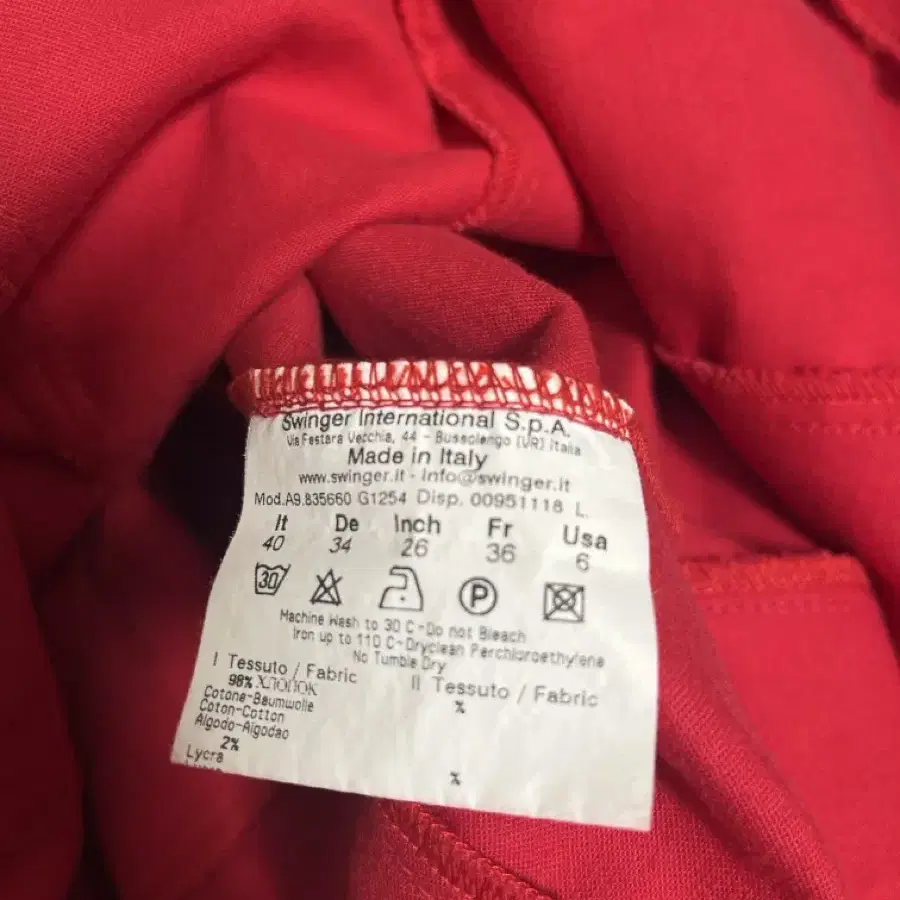 Swinger International S.p.A.
Via Festara Vecchia, 44 - Bussolengo (VR) Italia
Made in Italy
www.swinger.it - info@swinger.it
Mod.A9.835660 G1254 Disp. 00951118 L.
It De Inch Fr Usa
40 34 26 36 6
30 P
Machine Wash to 30 C-Do not Bleach
Iron up to 110 C-Dryclean Perchloroethylene
No Tumble Dry
I Tessuto / Fabric
98% ХЛОПОК
Cotone-Baumwolle
Coton-Cotton
Algodo-Algodao
2%
Lycra
II Tessuto / Fabric
%
%